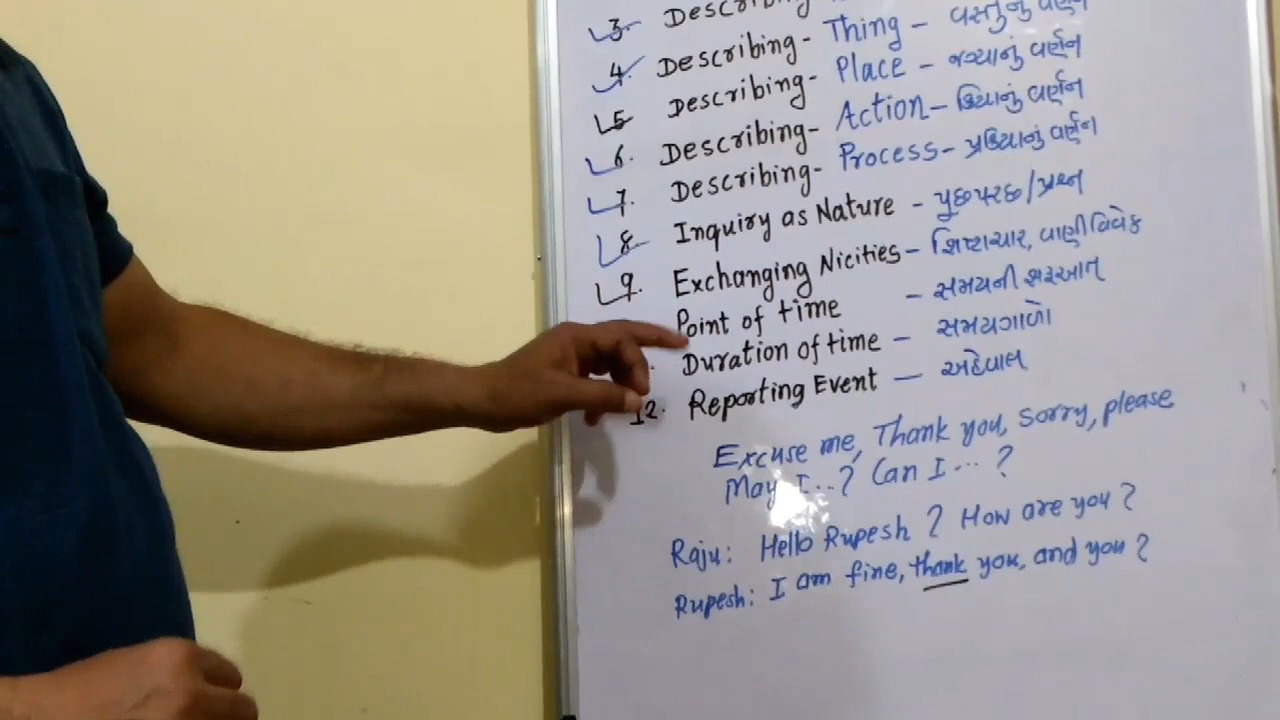 3. Describing
4. Describing - Thing - વસ્તુનું વર્ણન
5. Describing - Place - જગ્યાનું વર્ણન
6. Describing - Action - ક્રિયાનું વર્ણન
7. Describing - Process - પ્રક્રિયાનું વર્ણન
8. Inquiry as Nature - પુછપરછ/પ્રશ્ન
9. Exchanging Nicities - શિષ્ટાચાર, વાણી વિવેક
Point of time - સમયની શરૂઆત
Duration of time - સમયગાળો
12. Reporting Event - અહેવાલ
Excuse me, Thank you, sorry, please
May I...? Can I...?
Raju: Hello Rupesh? How are you?
Rupesh: I am fine, thank you, and you?